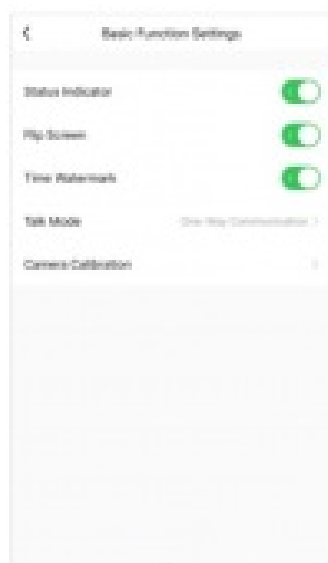 Basic Function Settings
Status Indicator
Flip Screen
Time Watermark
Talk Mode One-Way Communication
Camera Calibration